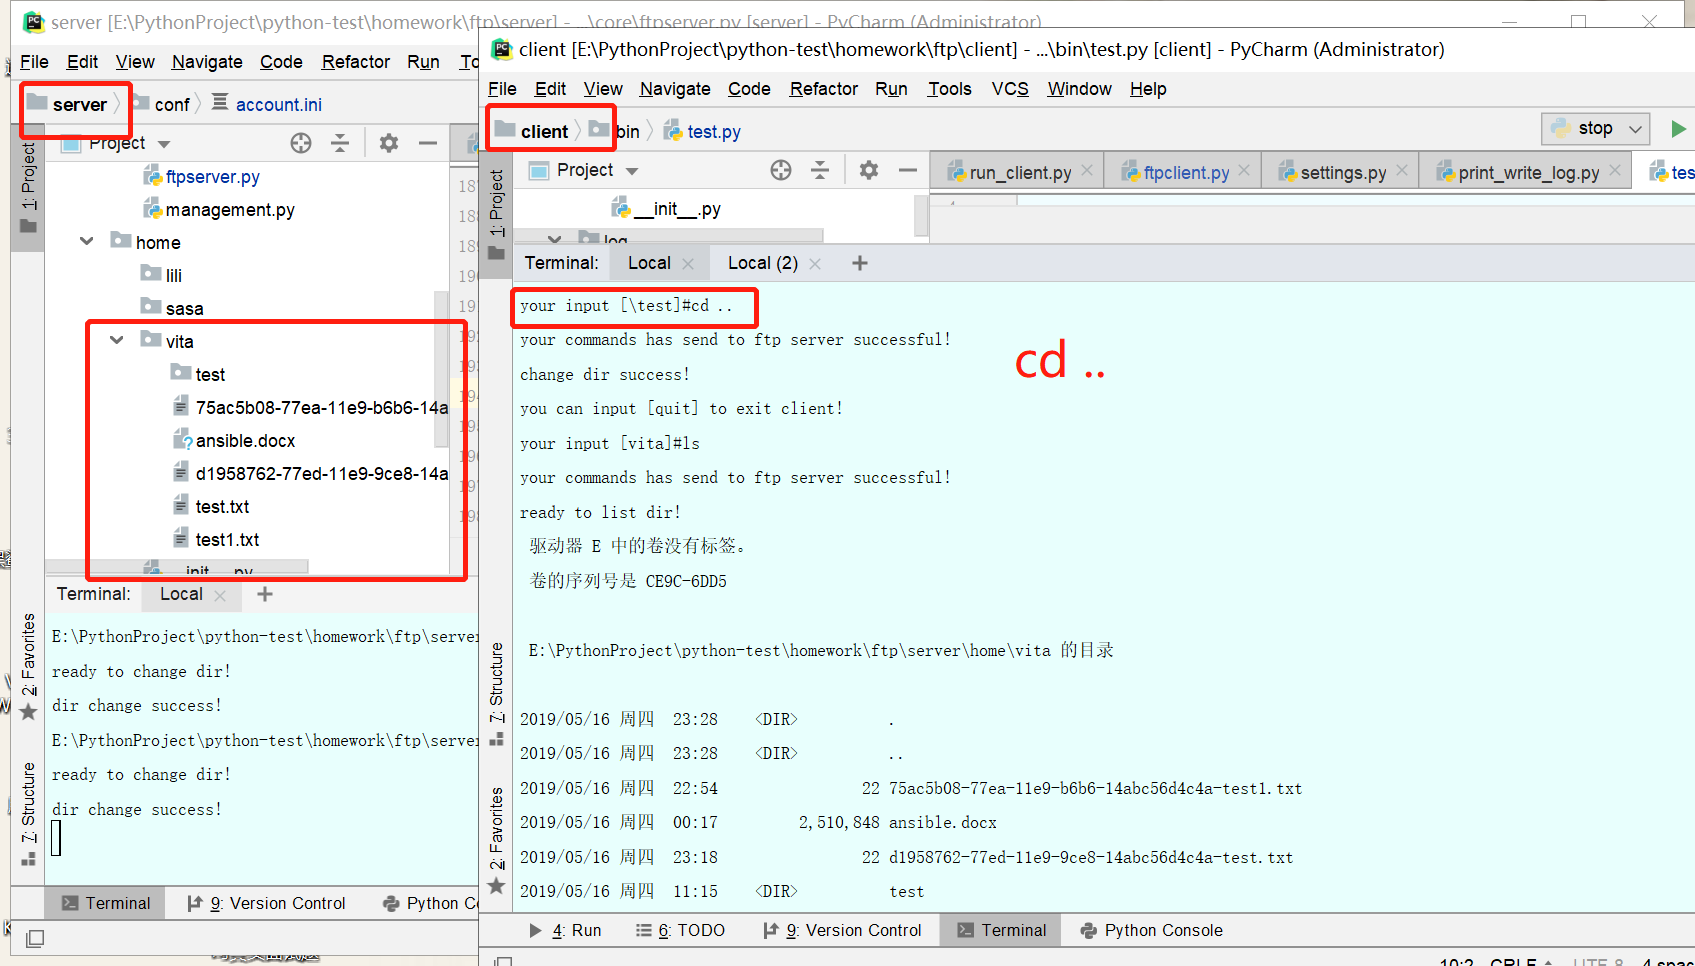 server [E:\PythonProject\python-test\homework\ftp\server] - ...\core\ftpserver.py [server] - PyCharm (Administrator)
File Edit View Navigate Code Refactor Run
server conf account.ini
Project
1: Project
ftpserver.py
management.py
home
lili
sasa
vita
test
75ac5b08-77ea-11e9-b6b6-14a
ansible.docx
d1958762-77ed-11e9-9ce8-14a
test.txt
test1.txt
__init__.py
2: Favorites
7: Structure
Terminal: Local
E:\PythonProject\python-test\homework\ftp\server
ready to change dir!
dir change success!
E:\PythonProject\python-test\homework\ftp\server
ready to change dir!
dir change success!
Terminal 9: Version Control Python
client [E:\PythonProject\python-test\homework\ftp\client] - ...\bin\test.py [client] - PyCharm (Administrator)
File Edit View Navigate Code Refactor Run Tools VCS Window Help
client bin test.py
stop
Project
1: Project
run_client.py ftpclient.py settings.py print_write_log.py tes
__init__.py
log
Terminal: Local Local (2)
your input [\test]#cd ..
your commands has send to ftp server successful!
cd ..
change dir success!
you can input [quit] to exit client!
your input [vita]#ls
your commands has send to ftp server successful!
ready to list dir!
驱动器 E 中的卷没有标签。
卷的序列号是 CE9C-6DD5
E:\PythonProject\python-test\homework\ftp\server\home\vita 的目录
2019/05/16 周四 23:28 <DIR> .
2019/05/16 周四 23:28 <DIR> ..
2019/05/16 周四 22:54 22 75ac5b08-77ea-11e9-b6b6-14abc56d4c4a-test1.txt
2019/05/16 周四 00:17 2,510,848 ansible.docx
2019/05/16 周四 23:18 22 d1958762-77ed-11e9-9ce8-14abc56d4c4a-test.txt
2019/05/16 周四 11:15 <DIR> test
7: Structure
2: Favorites
4: Run 6: TODO 9: Version Control Terminal Python Console
10:2 CRLF UTF-8 4 spac